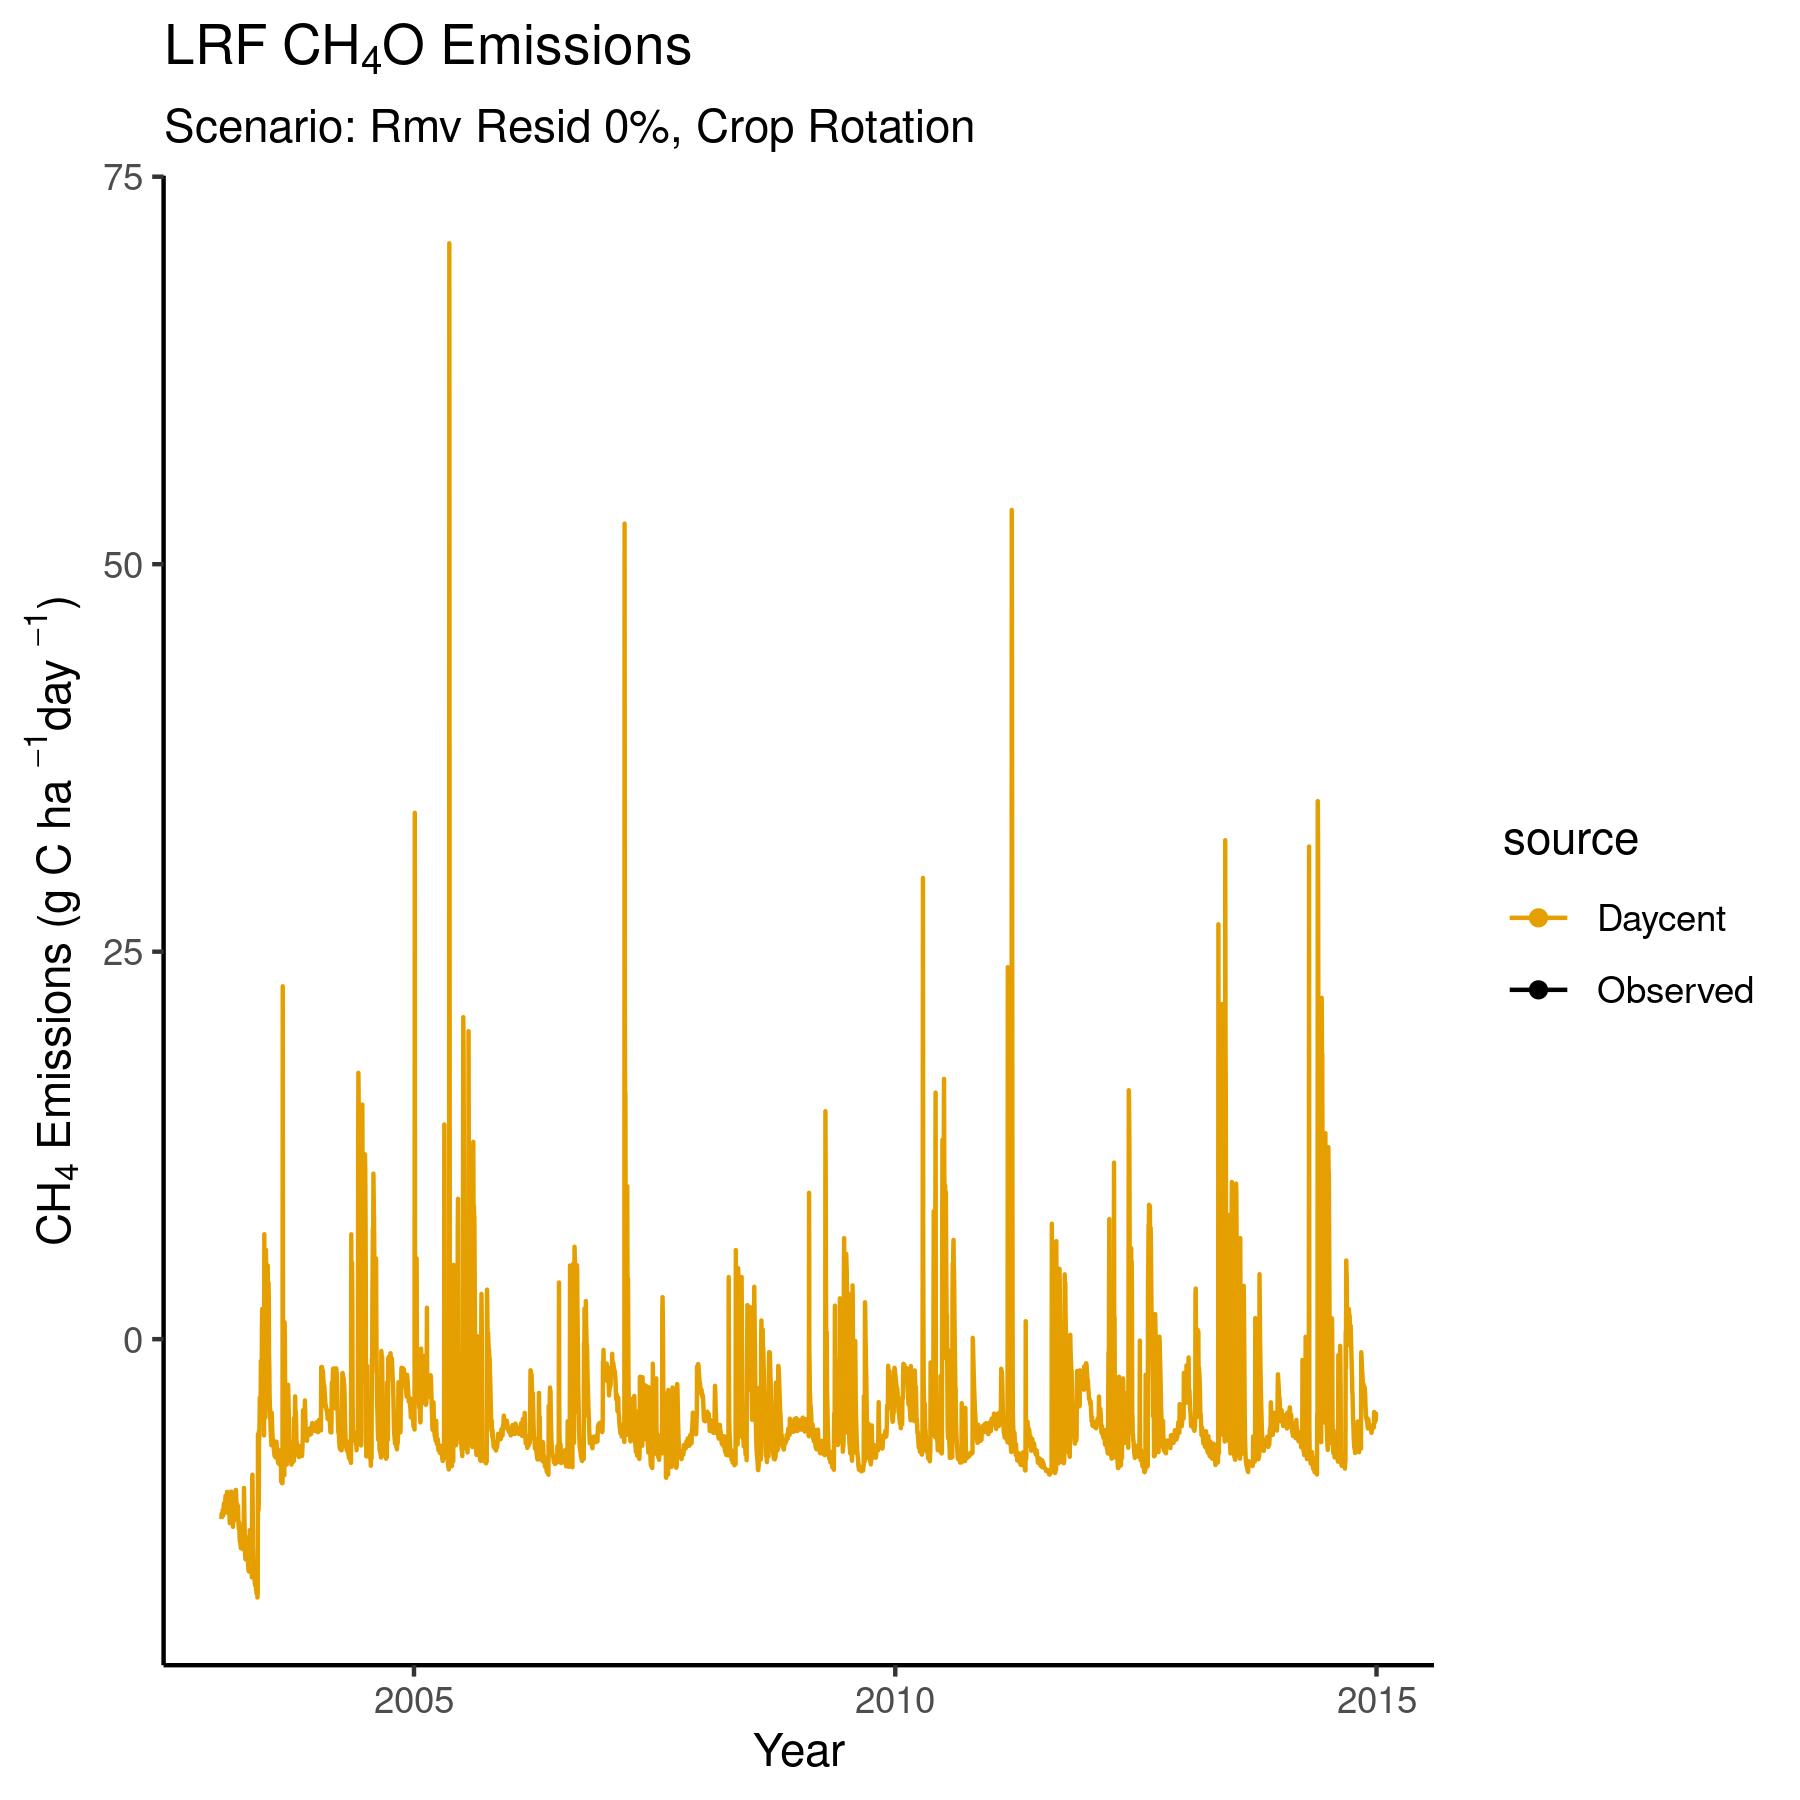 LRF CH₄O Emissions
Scenario: Rmv Resid 0%, Crop Rotation
75
50
25
0
CH₄ Emissions (g C ha ⁻¹day ⁻¹)
2005 2010 2015
Year
source
Daycent
Observed